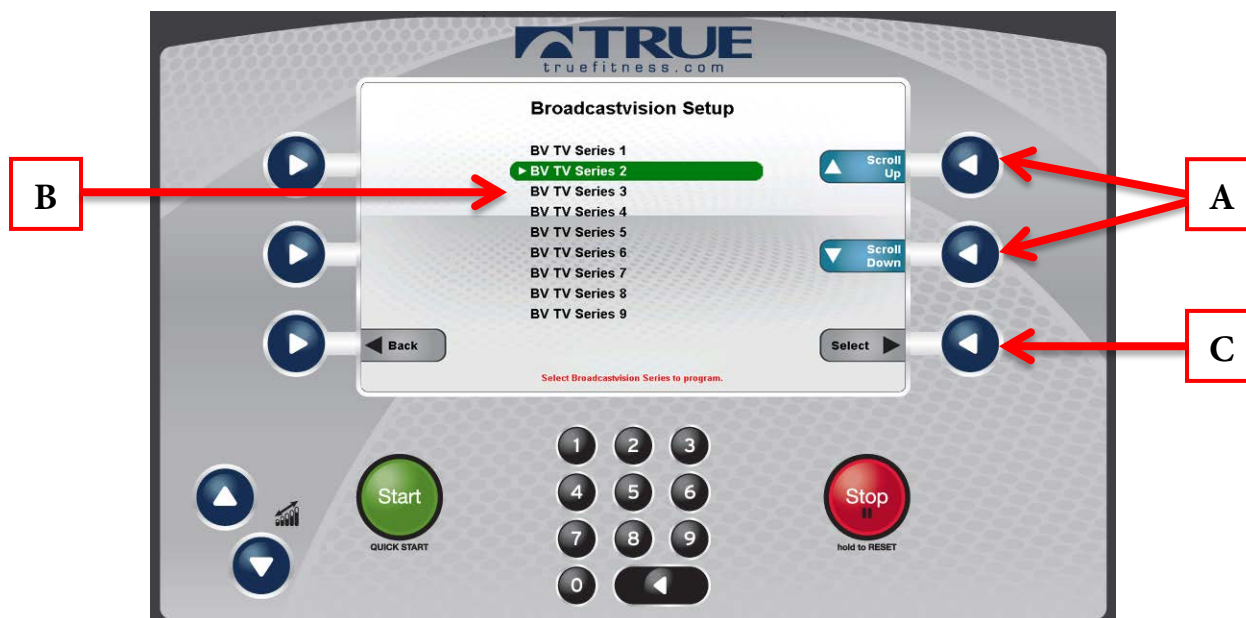 TRUE
truefitness.com
Broadcastvision Setup
BV TV Series 1
BV TV Series 2
BV TV Series 3
BV TV Series 4
BV TV Series 5
BV TV Series 6
BV TV Series 7
BV TV Series 8
BV TV Series 9
Scroll
Up
Scroll
Down
Back
Select
Select Broadcastvision Series to program.
B
A
C
1 2 3
4 5 6
7 8 9
0
Start
QUICK START
Stop
hold to RESET